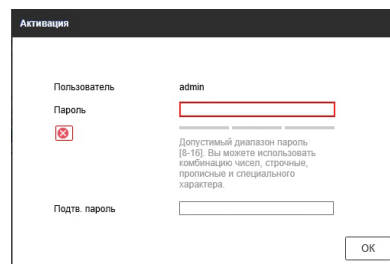 Активация
Пользователь admin
Пароль
Допустимый диапазон пароль
[8-16]. Вы можете использовать
комбинацию чисел, строчные,
прописные и специального
характера.
Подтв. пароль
OK